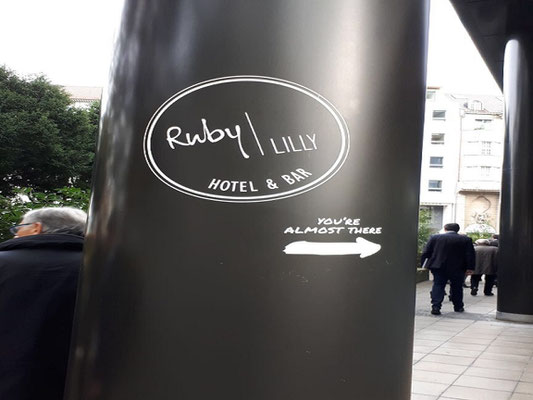 Ruby | LILLY
HOTEL & BAR
YOU'RE
ALMOST THERE